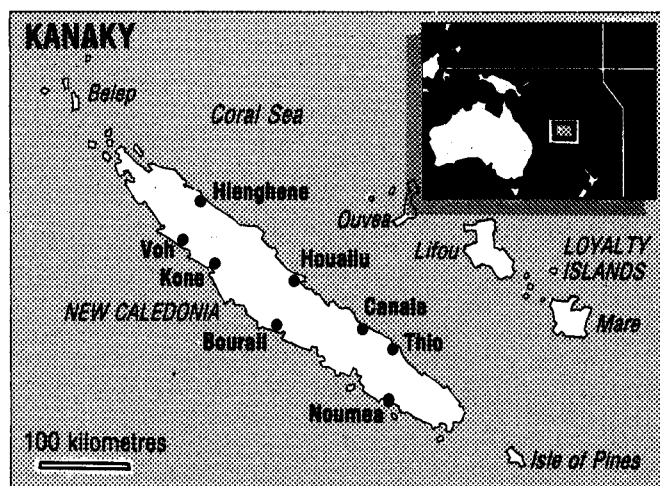 KANAKY
Belep
Coral Sea
Hienghene
Ouvea
Voh
Kone
Houailu
Lifou
LOYALTY
ISLANDS
NEW CALEDONIA
Canala
Bourail
Thio
Mare
Noumea
100 kilometres
Isle of Pines